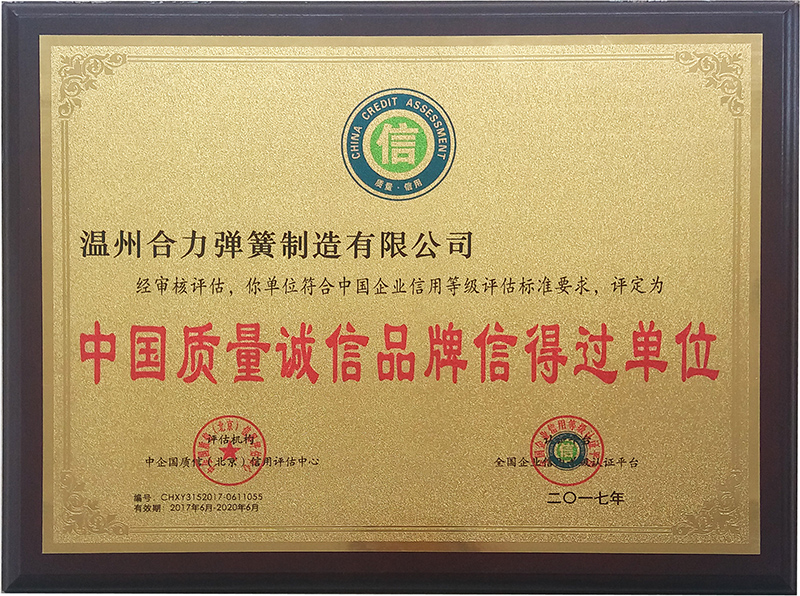 CHINA CREDIT ASSESSMENT
信
质量·信用
温州合力弹簧制造有限公司
经审核评估，你单位符合中国企业信用等级评估标准要求，评定为
中国质量诚信品牌信得过单位
评估机构
中企国质信（北京）信用评估中心
全国企业信用等级认证平台
编号：CHXY3152017-0611055
有效期：2017年6月-2020年6月
二〇一七年